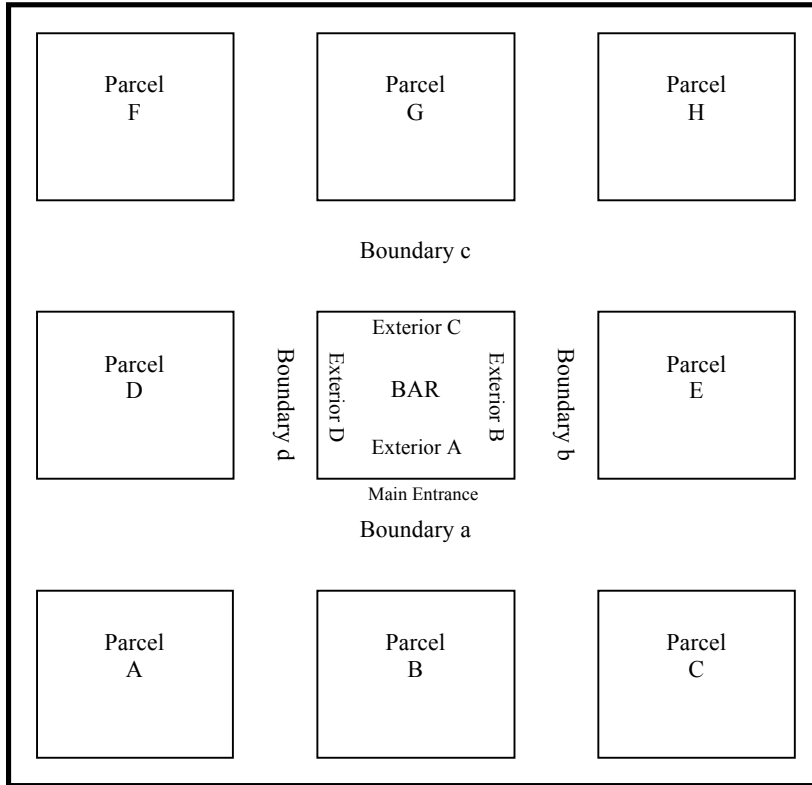 Parcel
F
Parcel
G
Parcel
H
Boundary c
Parcel
D
Boundary d
Exterior C
Exterior D
BAR
Exterior B
Exterior A
Boundary b
Parcel
E
Main Entrance
Boundary a
Parcel
A
Parcel
B
Parcel
C